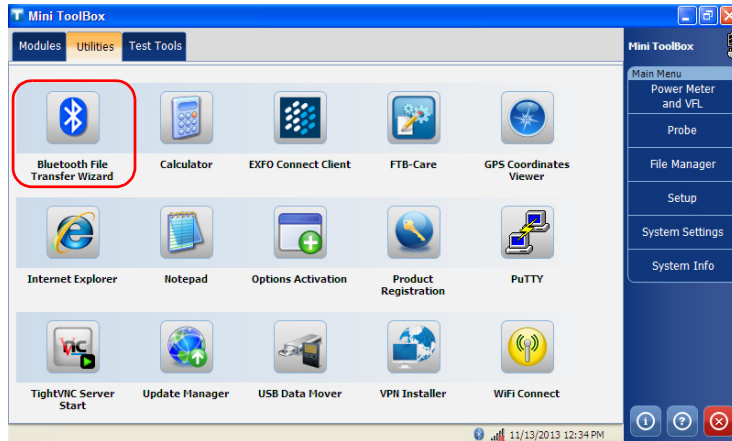 Mini ToolBox
Modules Utilities Test Tools
Bluetooth File
Transfer Wizard
Calculator
EXFO Connect Client
FTB-Care
GPS Coordinates
Viewer
Internet Explorer
Notepad
Options Activation
Product
Registration
PuTTY
VNC
TightVNC Server
Start
Update Manager
USB Data Mover
VPN Installer
WiFi Connect
11/13/2013 12:34 PM
Mini ToolBox
Main Menu
Power Meter
and VFL
Probe
File Manager
Setup
System Settings
System Info